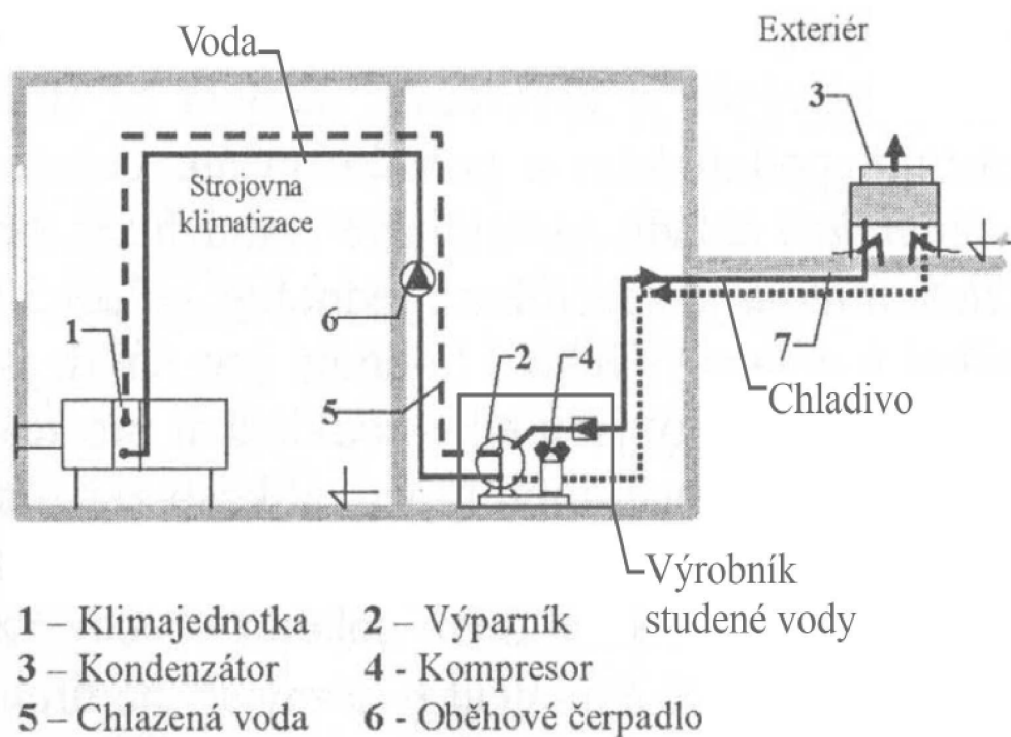 Voda
Exteriér
3
Strojovna
klimatizace
6
1
2
4
7
5
Chladivo
Výrobník
studené vody
1 – Klimajednotka
2 – Výparník
3 – Kondenzátor
4 - Kompresor
5 – Chlazená voda
6 - Oběhové čerpadlo